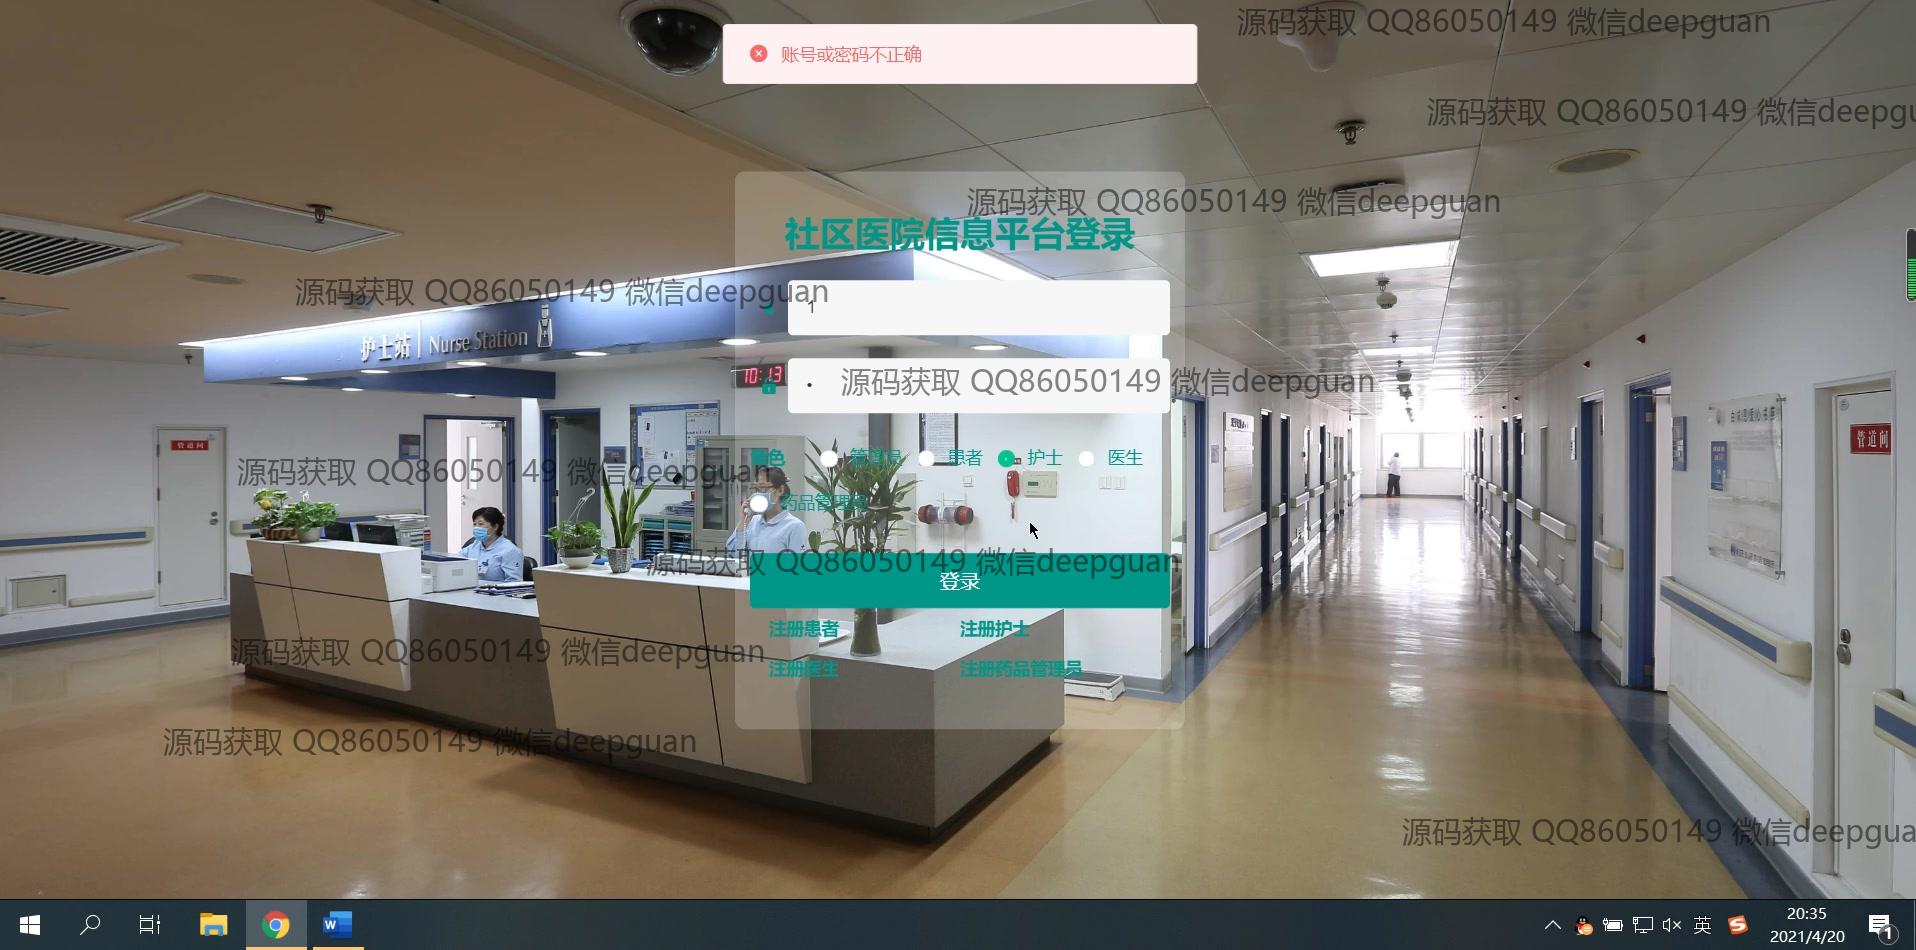 源码获取 QQ86050149 微信deepguan
账号或密码不正确
源码获取 QQ86050149 微信deepgu
源码获取 QQ86050149 微信deepguan
社区医院信息平台登录
源码获取 QQ86050149 微信deepguan
1
护士站 Nurse Station
10:13
源码获取 QQ86050149 微信deepguan
管道间
管道间
角色 管理员 患者 护士 医生
源码获取 QQ86050149 微信deepguan
药品管理员
源码获取 QQ86050149 微信deepguan
登录
注册患者 注册护士
源码获取 QQ86050149 微信deepguan
注册医生 注册药品管理员
源码获取 QQ86050149 微信deepguan
源码获取 QQ86050149 微信deepgua
英
20:35
2021/4/20
1